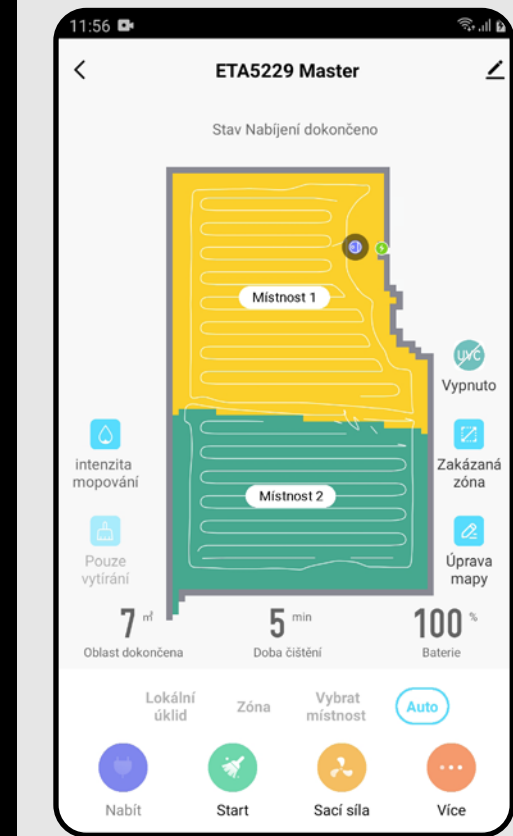 11:56
ETA5229 Master
Stav Nabíjení dokončeno
Místnost 1
UVC
Vypnuto
intenzita
mopování
Zakázaná
zóna
Místnost 2
Pouze
vytírání
Úprava
mapy
7 ㎡
5 min
100 %
Oblast dokončena
Doba čištění
Baterie
Lokální
úklid
Zóna
Vybrat
místnost
Auto
Nabít
Start
Sací síla
Více